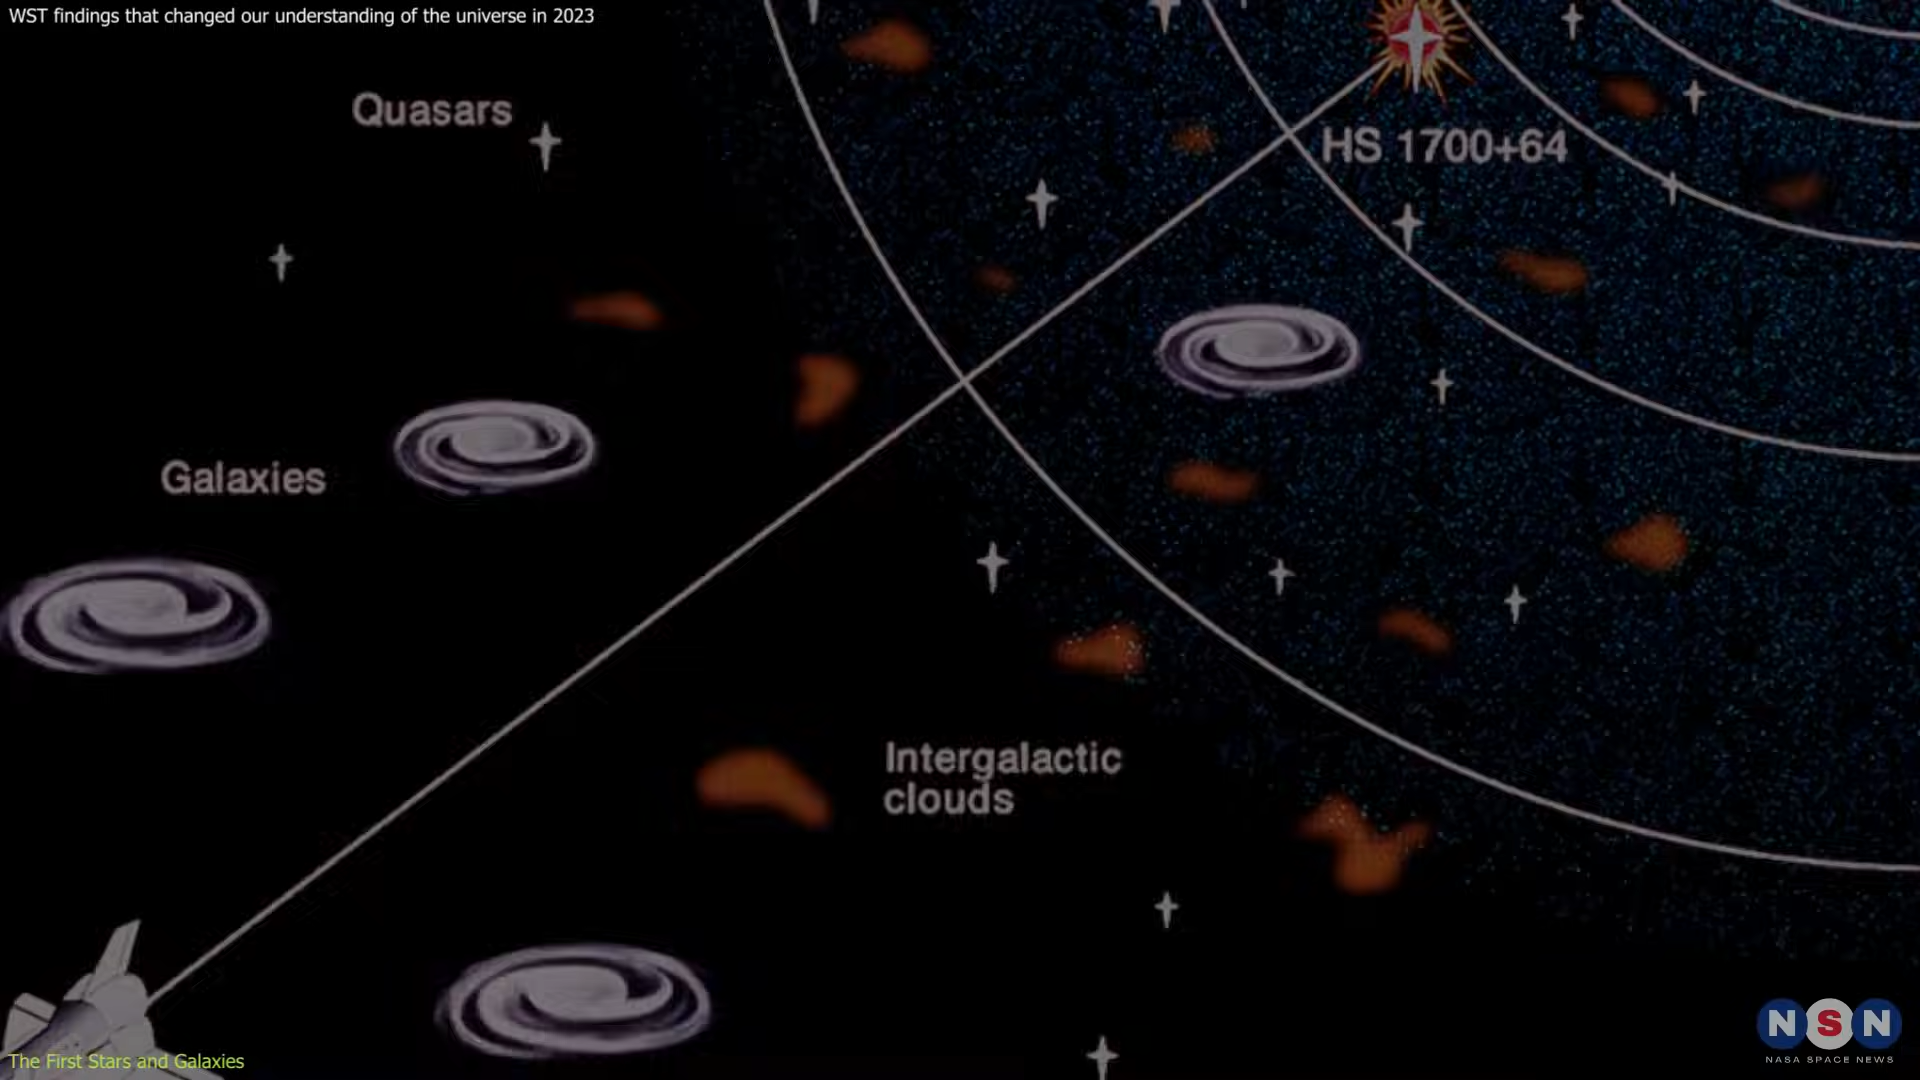 WST findings that changed our understanding of the universe in 2023
Quasars
HS 1700+64
Galaxies
Intergalactic
clouds
NSN
NASA SPACE NEWS
The First Stars and Galaxies